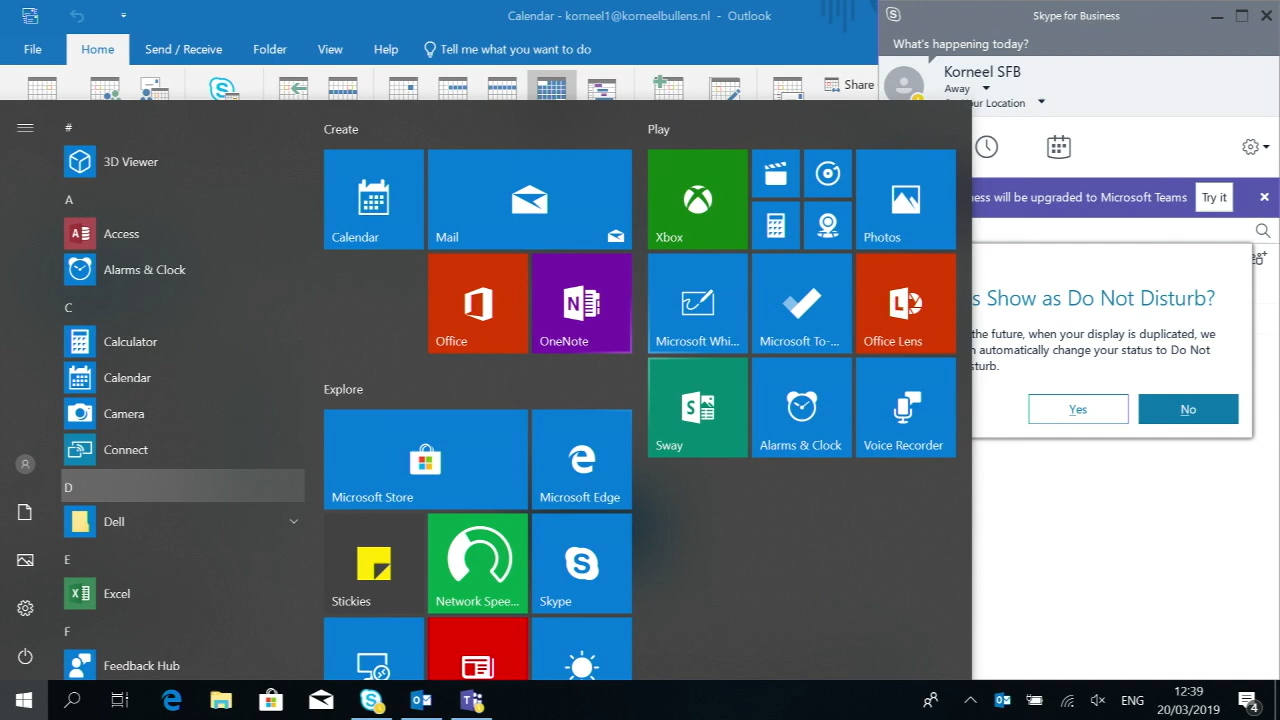 Calendar - korneel1@korneelbullens.nl - Outlook
Skype for Business
File
Home
Send / Receive
Folder
View
Help
Tell me what you want to do
What's happening today?
Share
Korneel SFB
Away
Your Location
ness will be upgraded to Microsoft Teams
Try it
s Show as Do Not Disturb?
the future, when your display is duplicated, we
n automatically change your status to Do Not
sturb.
Yes
No
#
3D Viewer
A
Access
Alarms & Clock
C
Calculator
Calendar
Camera
Connect
D
Dell
E
Excel
F
Feedback Hub
Create
Calendar
Mail
Office
OneNote
Explore
Microsoft Store
Microsoft Edge
Stickies
Network Spee...
Skype
Play
Xbox
Photos
Microsoft Whi...
Microsoft To-...
Office Lens
Sway
Alarms & Clock
Voice Recorder
ENG
12:39
20/03/2019
4